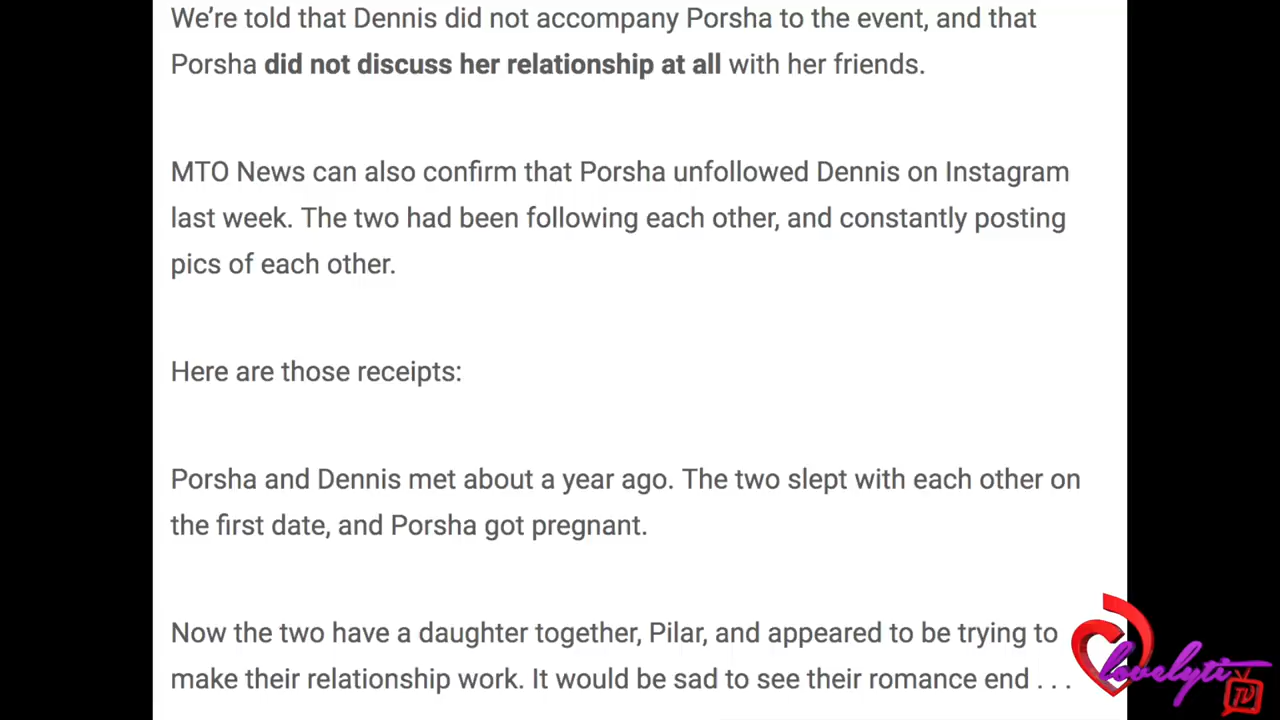 We’re told that Dennis did not accompany Porsha to the event, and that
Porsha did not discuss her relationship at all with her friends.
MTO News can also confirm that Porsha unfollowed Dennis on Instagram
last week. The two had been following each other, and constantly posting
pics of each other.
Here are those receipts:
Porsha and Dennis met about a year ago. The two slept with each other on
the first date, and Porsha got pregnant.
Now the two have a daughter together, Pilar, and appeared to be trying to
make their relationship work. It would be sad to see their romance end . . .
lovelyti
TV